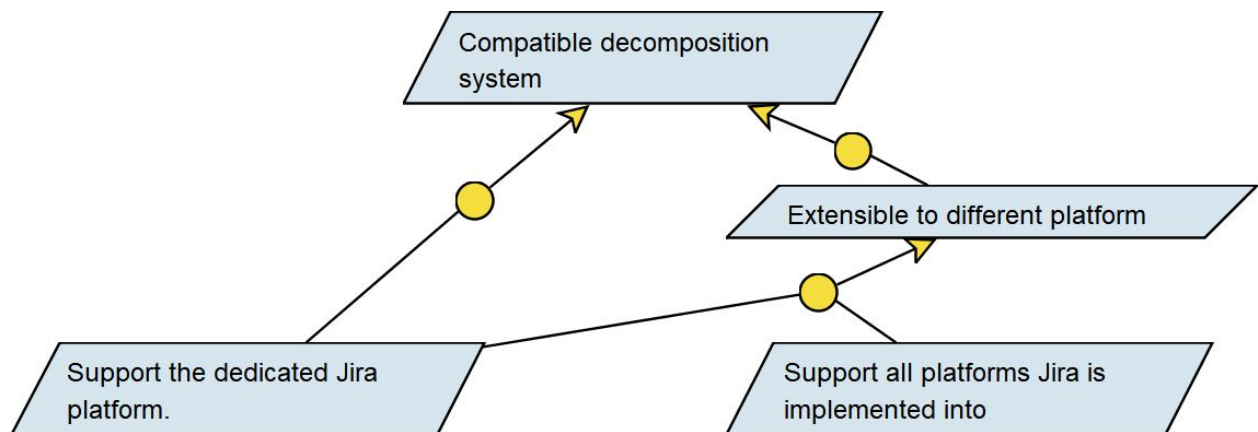 Compatible decomposition
system
Extensible to different platform
Support the dedicated Jira
platform.
Support all platforms Jira is
implemented into